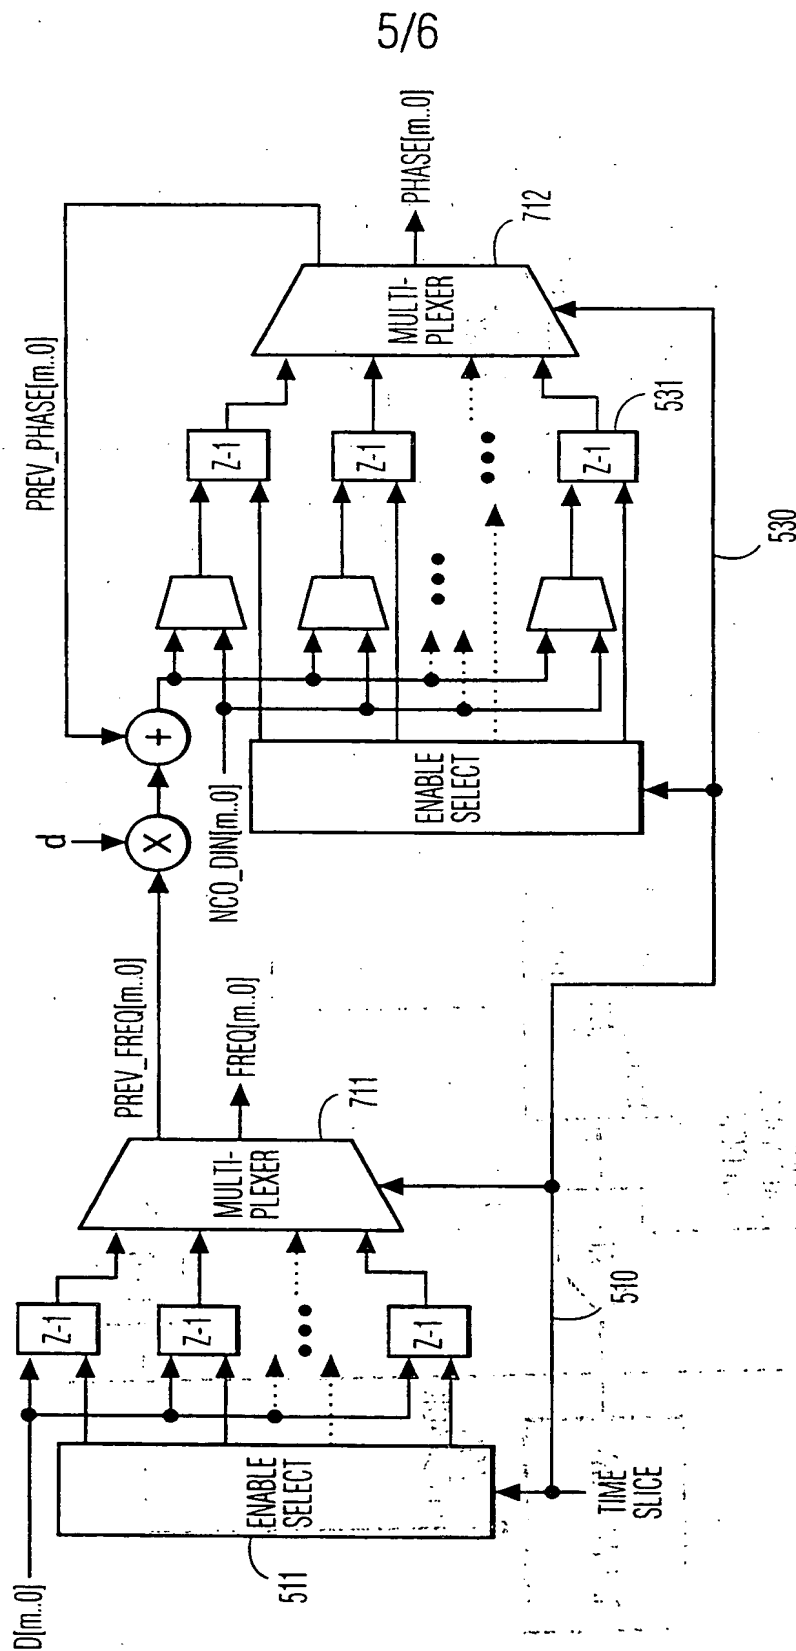 5/6
D[m..0]
ENABLE
SELECT
511
Z-1
Z-1
Z-1
TIME
SLICE
510
MULTI-
PLEXER
711
FREQ[m..0]
PREV_FREQ[m..0]
d
X
+
NCO_DIN[m..0]
PREV_PHASE[m..0]
ENABLE
SELECT
530
Z-1
Z-1
Z-1
531
MULTI-
PLEXER
712
PHASE[m..0]